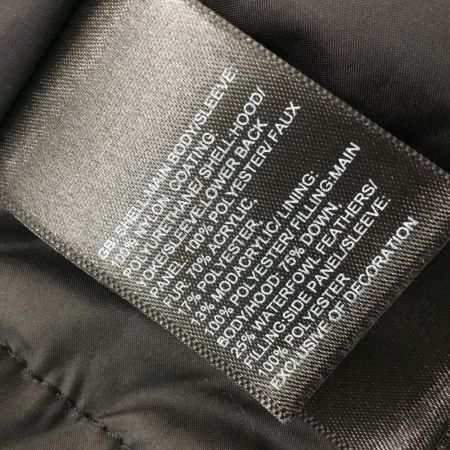 GB SHELL-MAIN BODY/SLEEVE:
100% NYLON/ COATING
POLYURETHANE/ SHELL-HOOD/
YOKE/SLEEVE/LOWER BACK
PANEL: 100% POLYESTER/ FAUX
FUR: 70% ACRYLIC.
POLYESTER.
3% MODACRYLIC/ LINING:
100% POLYESTER/ FILLING:MAIN
BODY/HOOD: 75% DOWN
25% WATERFOWL FEATHERS/
FILLING:SIDE PANEL/SLEEVE:
100% POLYESTER
EXCLUSIVE OF DECORATION